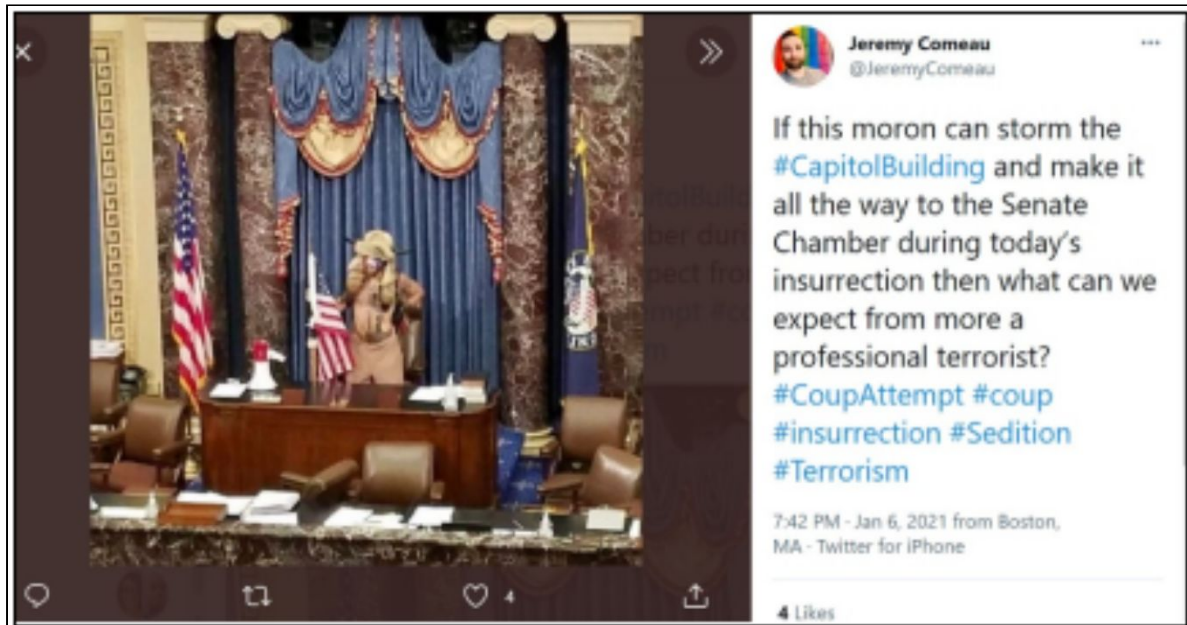 Jeremy Comeau
@JeremyComeau
If this moron can storm the
#CapitolBuilding and make it
all the way to the Senate
Chamber during today's
insurrection then what can we
expect from more a
professional terrorist?
#CoupAttempt #coup
#insurrection #Sedition
#Terrorism
7:42 PM - Jan 6, 2021 from Boston,
MA - Twitter for iPhone
4
4 Likes